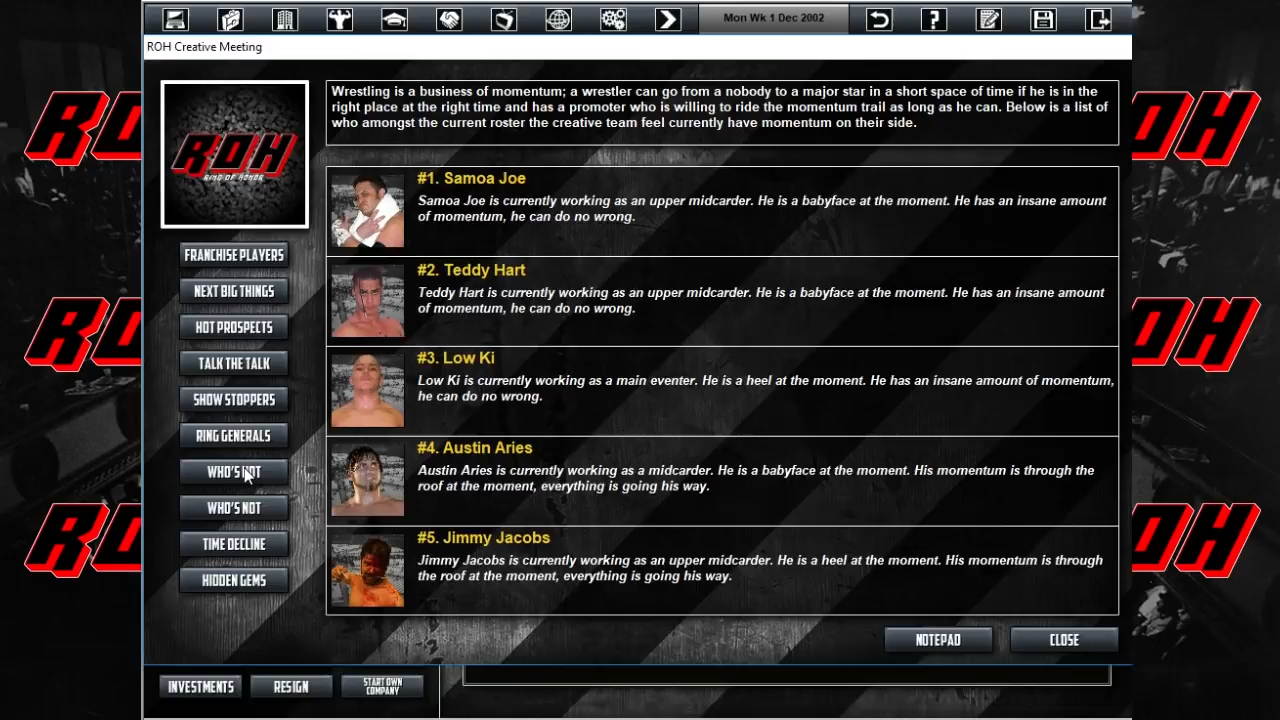 Mon Wk 1 Dec 2002
ROH Creative Meeting
ROH
RING OF HONOR
Wrestling is a business of momentum; a wrestler can go from a nobody to a major star in a short space of time if he is in the
right place at the right time and has a promoter who is willing to ride the momentum trail as long as he can. Below is a list of
who amongst the current roster the creative team feel currently have momentum on their side.
FRANCHISE PLAYERS
NEXT BIG THINGS
HOT PROSPECTS
TALK THE TALK
SHOW STOPPERS
RING GENERALS
WHO'S HOT
WHO'S NOT
TIME DECLINE
HIDDEN GEMS
#1. Samoa Joe
Samoa Joe is currently working as an upper midcarder. He is a babyface at the moment. He has an insane amount
of momentum, he can do no wrong.
#2. Teddy Hart
Teddy Hart is currently working as an upper midcarder. He is a babyface at the moment. He has an insane amount
of momentum, he can do no wrong.
#3. Low Ki
Low Ki is currently working as a main eventer. He is a heel at the moment. He has an insane amount of momentum,
he can do no wrong.
#4. Austin Aries
Austin Aries is currently working as a midcarder. He is a babyface at the moment. His momentum is through the
roof at the moment, everything is going his way.
#5. Jimmy Jacobs
Jimmy Jacobs is currently working as an upper midcarder. He is a heel at the moment. His momentum is through
the roof at the moment, everything is going his way.
NOTEPAD
CLOSE
INVESTMENTS
RESIGN
START OWN
COMPANY
ROH
ROH
ROH
ROH
ROH
ROH